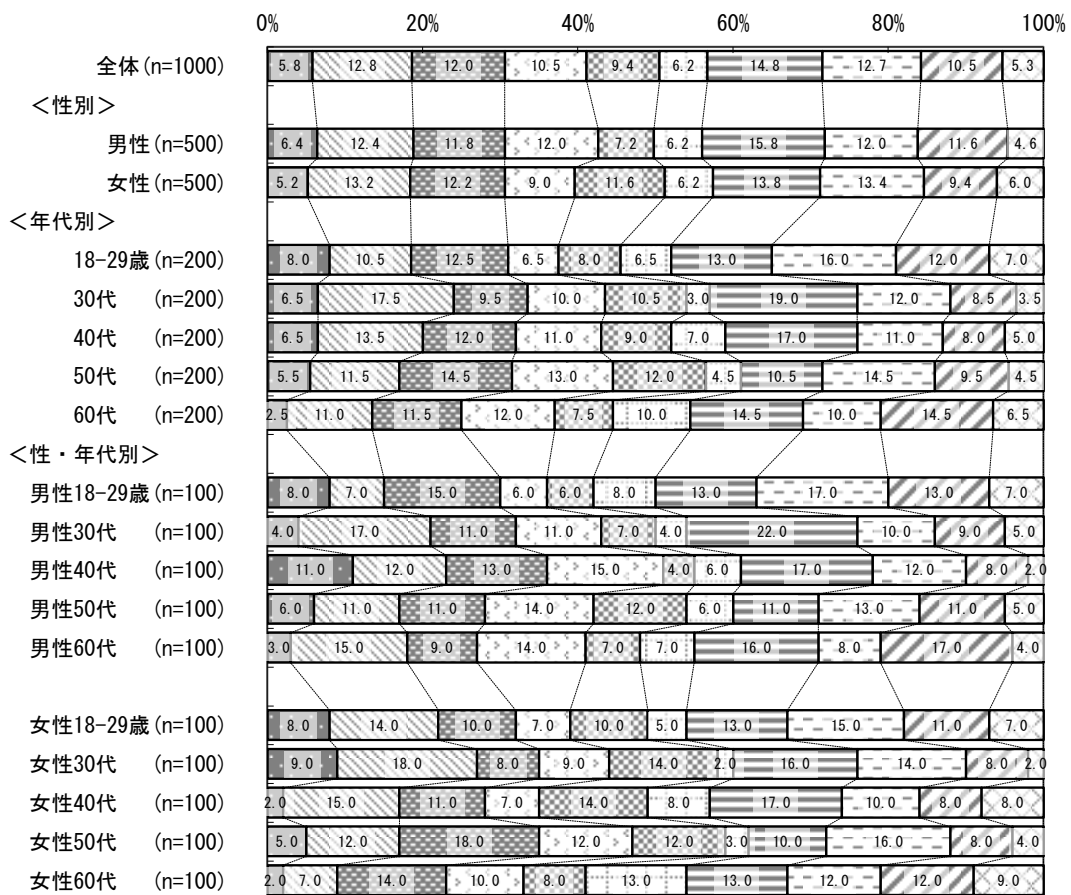 0% 20% 40% 60% 80% 100%
全体(n=1000) 5.8 12.8 12.0 10.5 9.4 6.2 14.8 12.7 10.5 5.3
＜性別＞
男性(n=500) 6.4 12.4 11.8 12.0 7.2 6.2 15.8 12.0 11.6 4.6
女性(n=500) 5.2 13.2 12.2 9.0 11.6 6.2 13.8 13.4 9.4 6.0
＜年代別＞
18-29歳(n=200) 8.0 10.5 12.5 6.5 8.0 6.5 13.0 16.0 12.0 7.0
30代 (n=200) 6.5 17.5 9.5 10.0 10.5 3.0 19.0 12.0 8.5 3.5
40代 (n=200) 6.5 13.5 12.0 11.0 9.0 7.0 17.0 11.0 8.0 5.0
50代 (n=200) 5.5 11.5 14.5 13.0 12.0 4.5 10.5 14.5 9.5 4.5
60代 (n=200) 2.5 11.0 11.5 12.0 7.5 10.0 14.5 10.0 14.5 6.5
＜性・年代別＞
男性18-29歳(n=100) 8.0 7.0 15.0 6.0 6.0 8.0 13.0 17.0 13.0 7.0
男性30代 (n=100) 4.0 17.0 11.0 11.0 7.0 4.0 22.0 10.0 9.0 5.0
男性40代 (n=100) 11.0 12.0 13.0 15.0 4.0 6.0 17.0 12.0 8.0 2.0
男性50代 (n=100) 6.0 11.0 11.0 14.0 12.0 6.0 11.0 13.0 11.0 5.0
男性60代 (n=100) 3.0 15.0 9.0 14.0 7.0 7.0 16.0 8.0 17.0 4.0
女性18-29歳(n=100) 8.0 14.0 10.0 7.0 10.0 5.0 13.0 15.0 11.0 7.0
女性30代 (n=100) 9.0 18.0 8.0 9.0 14.0 2.0 16.0 14.0 8.0 2.0
女性40代 (n=100) 2.0 15.0 11.0 7.0 14.0 8.0 17.0 10.0 8.0 8.0
女性50代 (n=100) 5.0 12.0 18.0 12.0 12.0 3.0 10.0 16.0 8.0 4.0
女性60代 (n=100) 2.0 7.0 14.0 10.0 8.0 13.0 13.0 12.0 12.0 9.0